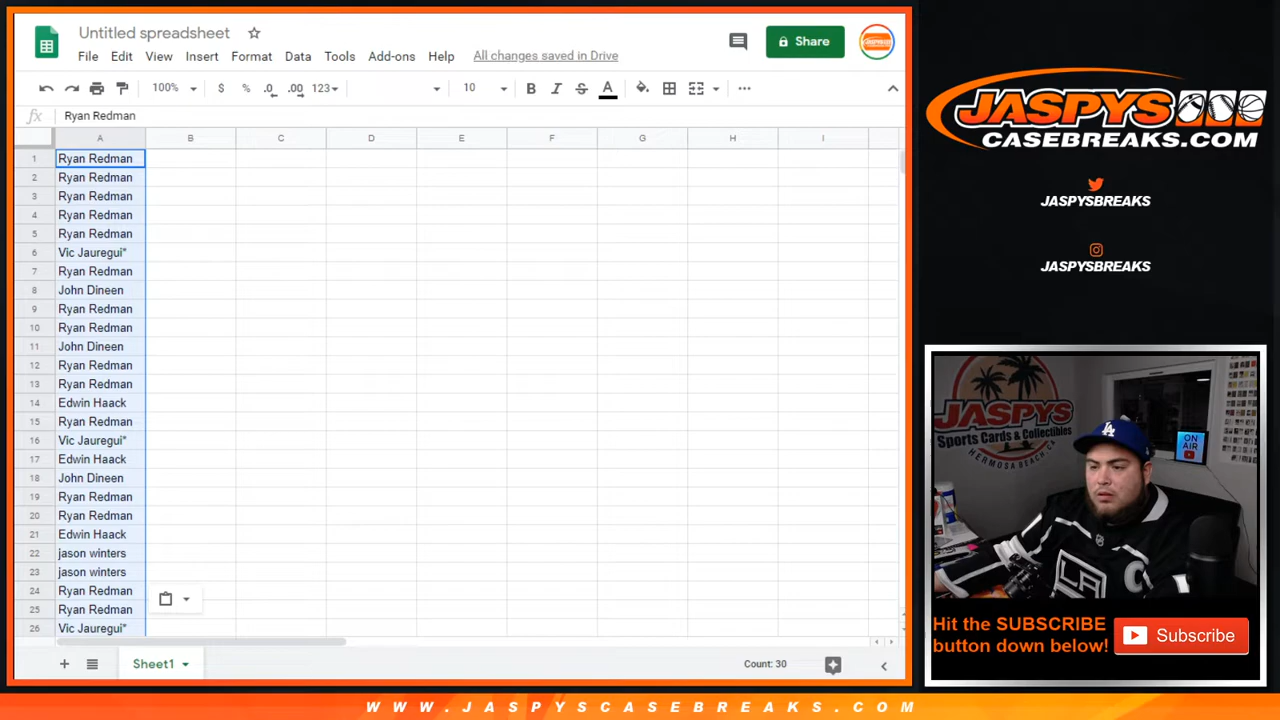 Untitled spreadsheet
File Edit View Insert Format Data Tools Add-ons Help All changes saved in Drive
Share
100% $ % .0 .00 123 10 B I S A
fx Ryan Redman
A B C D E F G H I
1 Ryan Redman
2 Ryan Redman
3 Ryan Redman
4 Ryan Redman
5 Ryan Redman
6 Vic Jauregui*
7 Ryan Redman
8 John Dineen
9 Ryan Redman
10 Ryan Redman
11 John Dineen
12 Ryan Redman
13 Ryan Redman
14 Edwin Haack
15 Ryan Redman
16 Vic Jauregui*
17 Edwin Haack
18 John Dineen
19 Ryan Redman
20 Ryan Redman
21 Edwin Haack
22 jason winters
23 jason winters
24 Ryan Redman
25 Ryan Redman
26 Vic Jauregui*
Sheet1
Count: 30
JASPYS
CASEBREAKS.COM
JASPYSBREAKS
JASPYSBREAKS
JASPYS
Sports Cards & Collectibles
HERMOSA BEACH, CA
ON
AIR
LA
LA
C
Hit the SUBSCRIBE
button down below!
Subscribe
WWW.JASPYSCASEBREAKS.COM